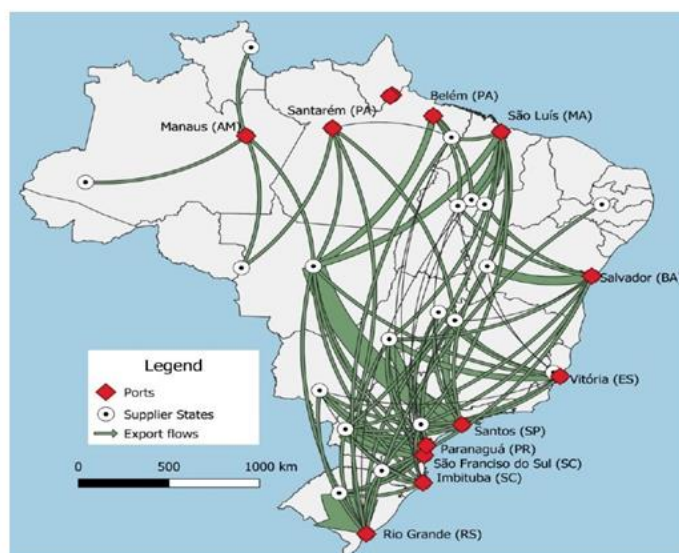 Belém (PA)
Santarém (PA)
São Luís (MA)
Manaus (AM)
Salvador (BA)
Legend
Ports
Supplier States
Export flows
Vitória (ES)
Santos (SP)
Paranaguá (PR)
São Franciso do Sul (SC)
Imbituba (SC)
0 500 1000 km
Rio Grande (RS)